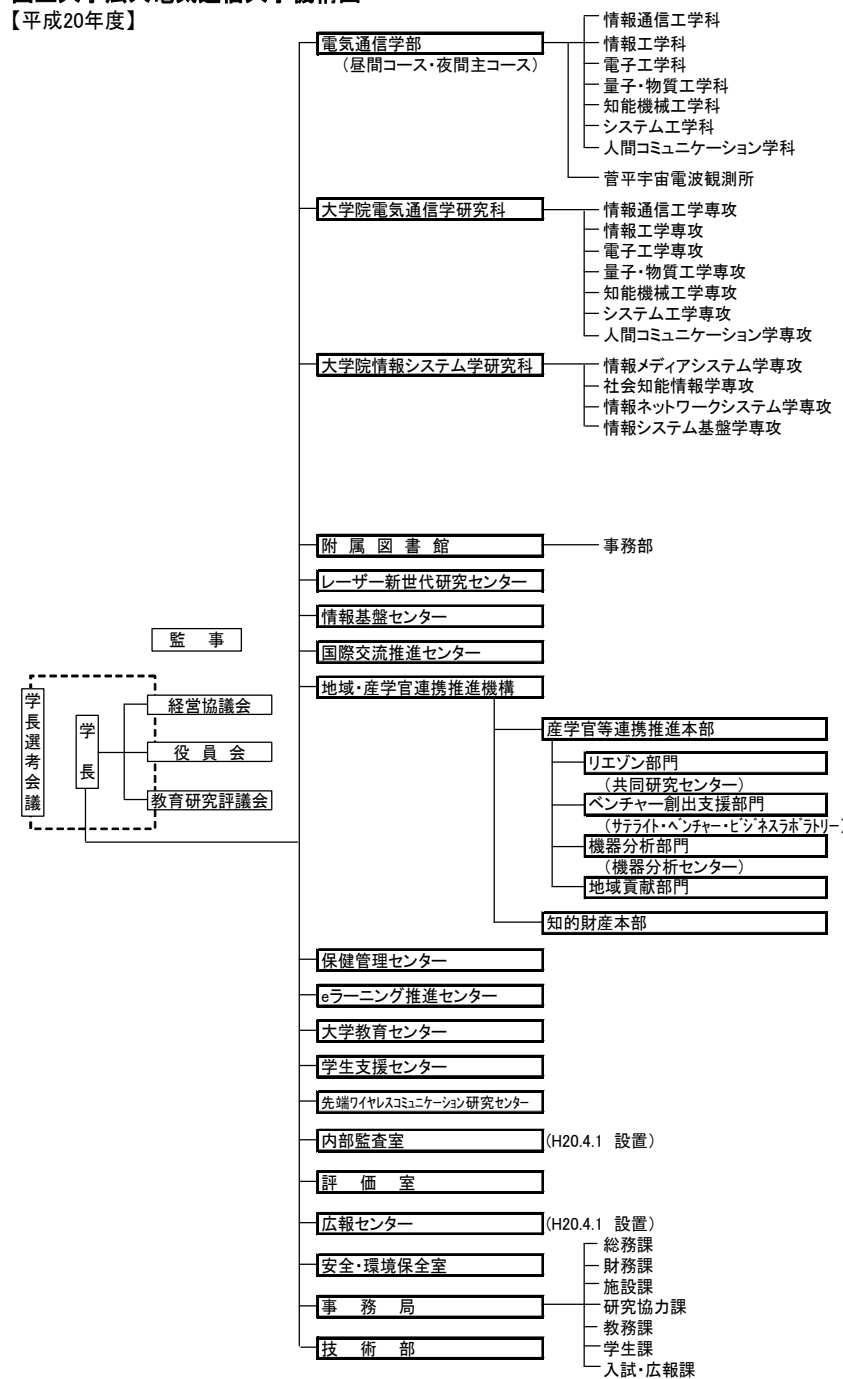 【平成20年度】
電気通信学部
（昼間コース・夜間主コース）
情報通信工学科
情報工学科
電子工学科
量子・物質工学科
知能機械工学科
システム工学科
人間コミュニケーション学科
菅平宇宙電波観測所
大学院電気通信学研究科
情報通信工学専攻
情報工学専攻
電子工学専攻
量子・物質工学専攻
知能機械工学専攻
システム工学専攻
人間コミュニケーション学専攻
大学院情報システム学研究科
情報メディアシステム学専攻
社会知能情報学専攻
情報ネットワークシステム学専攻
情報システム基盤学専攻
附 属 図 書 館
事務部
レーザー新世代研究センター
情報基盤センター
国際交流推進センター
地域・産学官連携推進機構
監 事
学長選考会議
学 長
経営協議会
役 員 会
教育研究評議会
産学官等連携推進本部
リエゾン部門
（共同研究センター）
ベンチャー創出支援部門
（サテライト・ベンチャー・ビジネスラボラトリー）
機器分析部門
（機器分析センター）
地域貢献部門
知的財産本部
保健管理センター
eラーニング推進センター
大学教育センター
学生支援センター
先端ワイヤレスコミュニケーション研究センター
内部監査室
（H20.4.1 設置）
評 価 室
広報センター
（H20.4.1 設置）
安全・環境保全室
事 務 局
総務課
財務課
施設課
研究協力課
教務課
学生課
入試・広報課
技 術 部